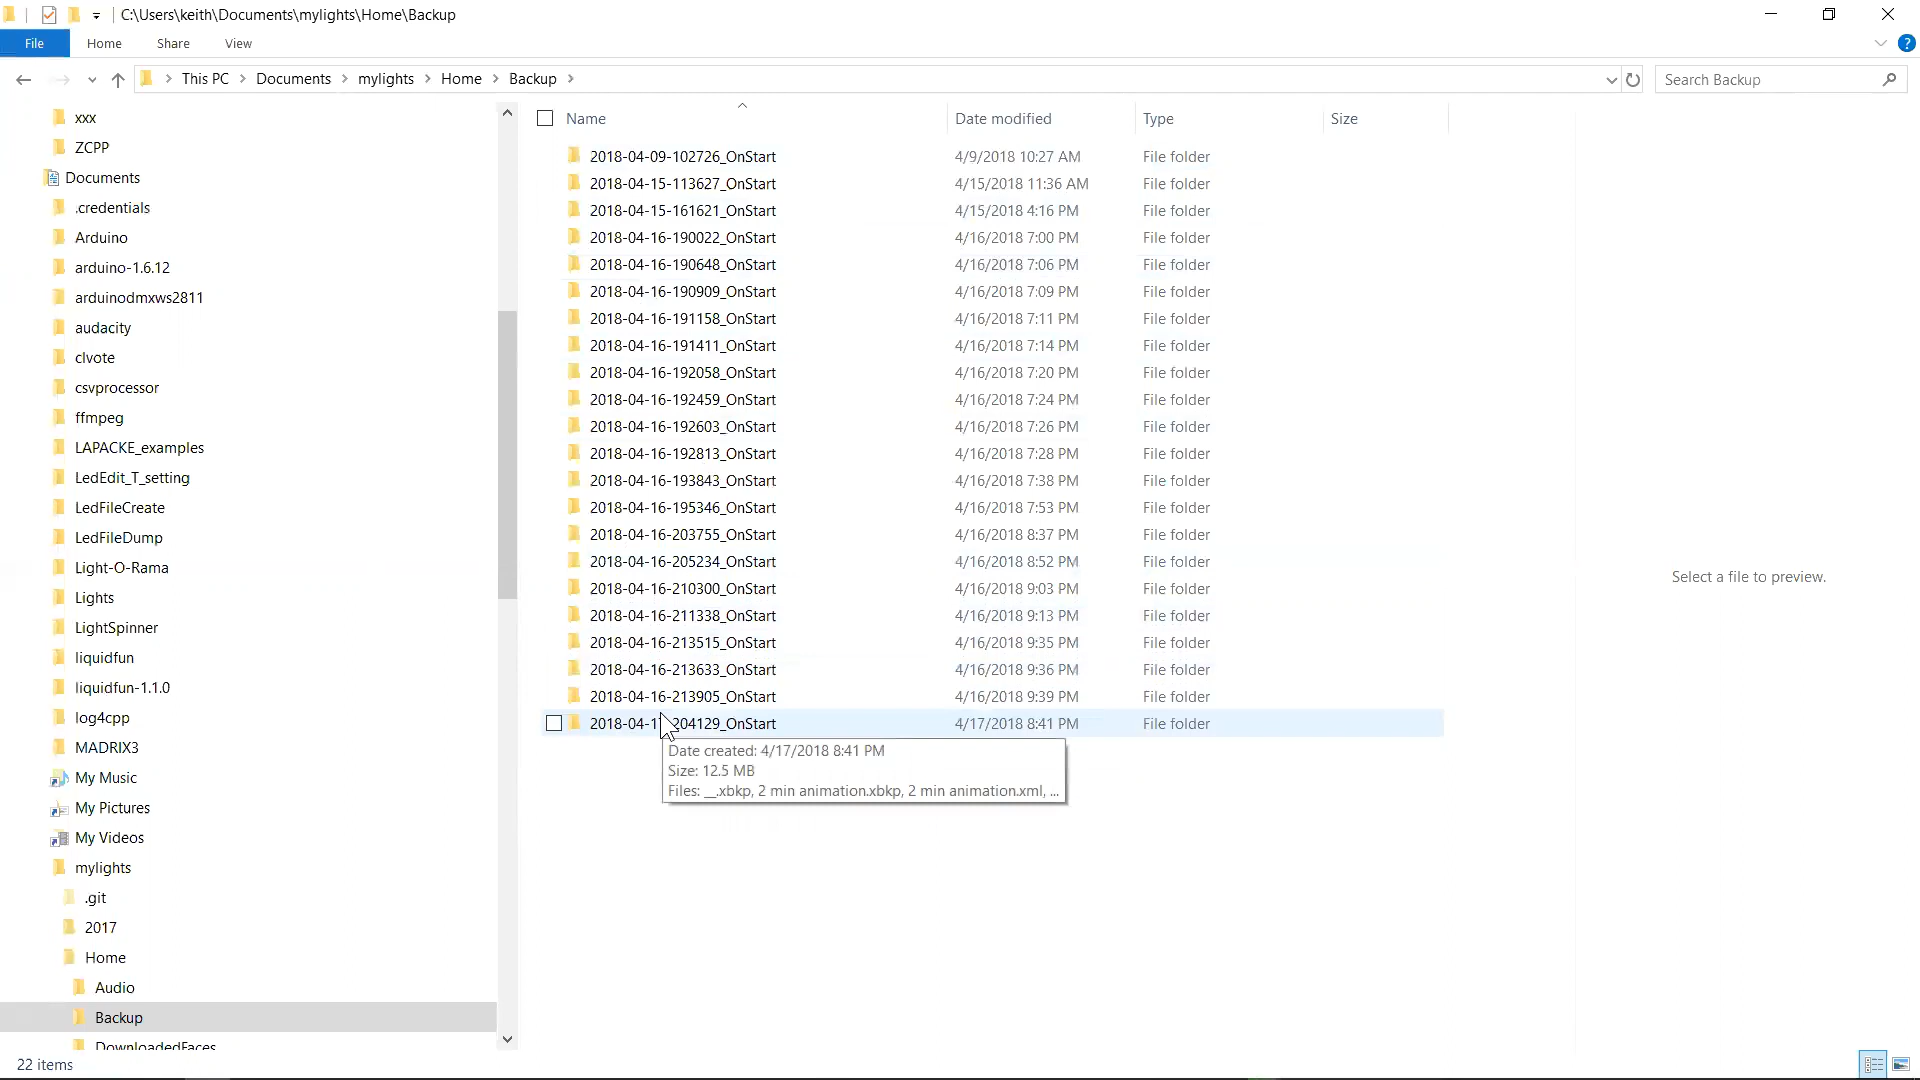 C:\Users\keith\Documents\mylights\Home\Backup
File Home Share View
This PC Documents mylights Home Backup
Search Backup
xxx
ZCPP
Documents
.credentials
Arduino
arduino-1.6.12
arduinodmxws2811
audacity
clvote
csvprocessor
ffmpeg
LAPACKE_examples
LedEdit_T_setting
LedFileCreate
LedFileDump
Light-O-Rama
Lights
LightSpinner
liquidfun
liquidfun-1.1.0
log4cpp
MADRIX3
My Music
My Pictures
My Videos
mylights
.git
2017
Home
Audio
Backup
DownloadedFaces
Name Date modified Type Size
2018-04-09-102726_OnStart 4/9/2018 10:27 AM File folder
2018-04-15-113627_OnStart 4/15/2018 11:36 AM File folder
2018-04-15-161621_OnStart 4/15/2018 4:16 PM File folder
2018-04-16-190022_OnStart 4/16/2018 7:00 PM File folder
2018-04-16-190648_OnStart 4/16/2018 7:06 PM File folder
2018-04-16-190909_OnStart 4/16/2018 7:09 PM File folder
2018-04-16-191158_OnStart 4/16/2018 7:11 PM File folder
2018-04-16-191411_OnStart 4/16/2018 7:14 PM File folder
2018-04-16-192058_OnStart 4/16/2018 7:20 PM File folder
2018-04-16-192459_OnStart 4/16/2018 7:24 PM File folder
2018-04-16-192603_OnStart 4/16/2018 7:26 PM File folder
2018-04-16-192813_OnStart 4/16/2018 7:28 PM File folder
2018-04-16-193843_OnStart 4/16/2018 7:38 PM File folder
2018-04-16-195346_OnStart 4/16/2018 7:53 PM File folder
2018-04-16-203755_OnStart 4/16/2018 8:37 PM File folder
2018-04-16-205234_OnStart 4/16/2018 8:52 PM File folder
2018-04-16-210300_OnStart 4/16/2018 9:03 PM File folder
2018-04-16-211338_OnStart 4/16/2018 9:13 PM File folder
2018-04-16-213515_OnStart 4/16/2018 9:35 PM File folder
2018-04-16-213633_OnStart 4/16/2018 9:36 PM File folder
2018-04-16-213905_OnStart 4/16/2018 9:39 PM File folder
2018-04-17-204129_OnStart 4/17/2018 8:41 PM File folder
Date created: 4/17/2018 8:41 PM
Size: 12.5 MB
Files: __.xbkp, 2 min animation.xbkp, 2 min animation.xml, ...
Select a file to preview.
22 items